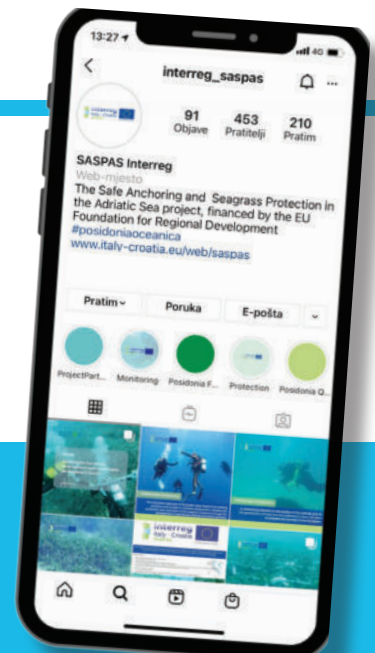 13:27
4G
interreg_saspas
91 453 210
Objave Pratitelji Pratim
SASPAS Interreg
Web-mjesto
The Safe Anchoring and Seagrass Protection in
the Adriatic Sea project, financed by the EU
Foundation for Regional Development
#posidoniaoceanica
www.italy-croatia.eu/web/saspas
Pratim Poruka E-pošta
ProjectPart... Monitoring Posidonia F... Protection Posidonia Q...
interreg
Italy - Croatia